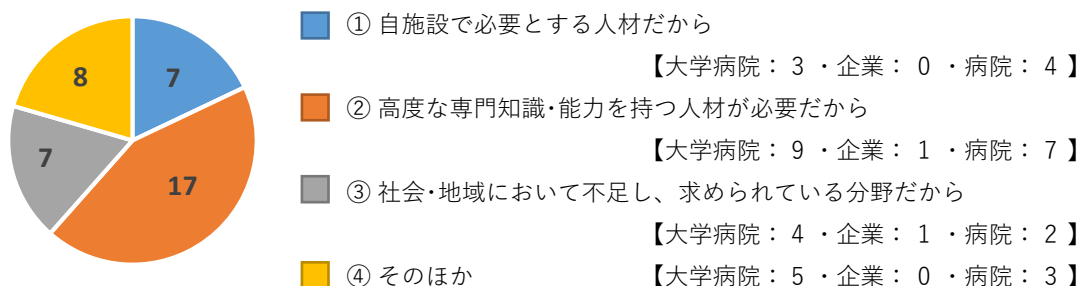 ① 自施設で必要とする人材だから
【大学病院： 3 ・企業： 0 ・病院： 4 】
② 高度な専門知識･能力を持つ人材が必要だから
【大学病院： 9 ・企業： 1 ・病院： 7 】
③ 社会･地域において不足し、求められている分野だから
【大学病院： 4 ・企業： 1 ・病院： 2 】
④ そのほか 【大学病院： 5 ・企業： 0 ・病院： 3 】
8
7
7
17